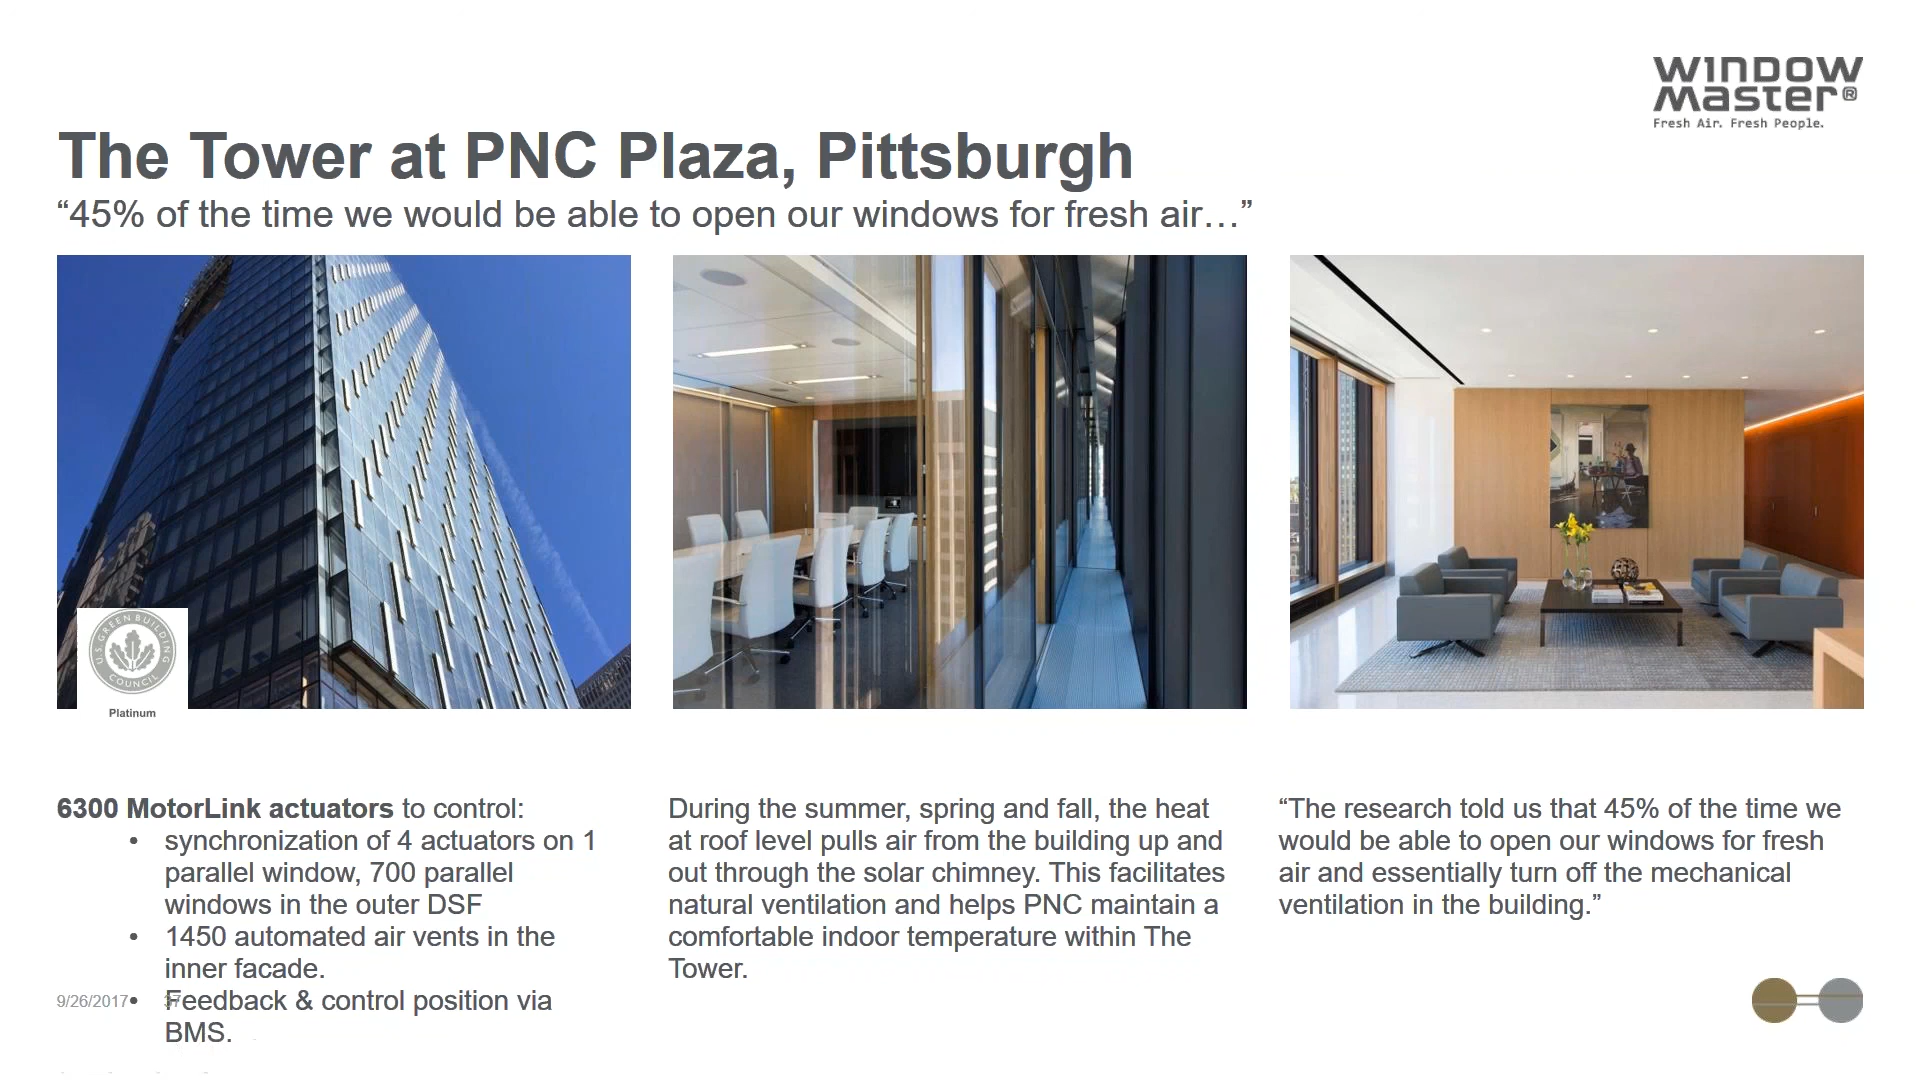 WINDOW
Master®
Fresh Air. Fresh People.
The Tower at PNC Plaza, Pittsburgh
“45% of the time we would be able to open our windows for fresh air…”
U.S. GREEN BUILDING COUNCIL
Platinum
6300 MotorLink actuators to control:
• synchronization of 4 actuators on 1
parallel window, 700 parallel
windows in the outer DSF
• 1450 automated air vents in the
inner facade.
• Feedback & control position via
BMS.
During the summer, spring and fall, the heat
at roof level pulls air from the building up and
out through the solar chimney. This facilitates
natural ventilation and helps PNC maintain a
comfortable indoor temperature within The
Tower.
“The research told us that 45% of the time we
would be able to open our windows for fresh
air and essentially turn off the mechanical
ventilation in the building.”
9/26/2017
37